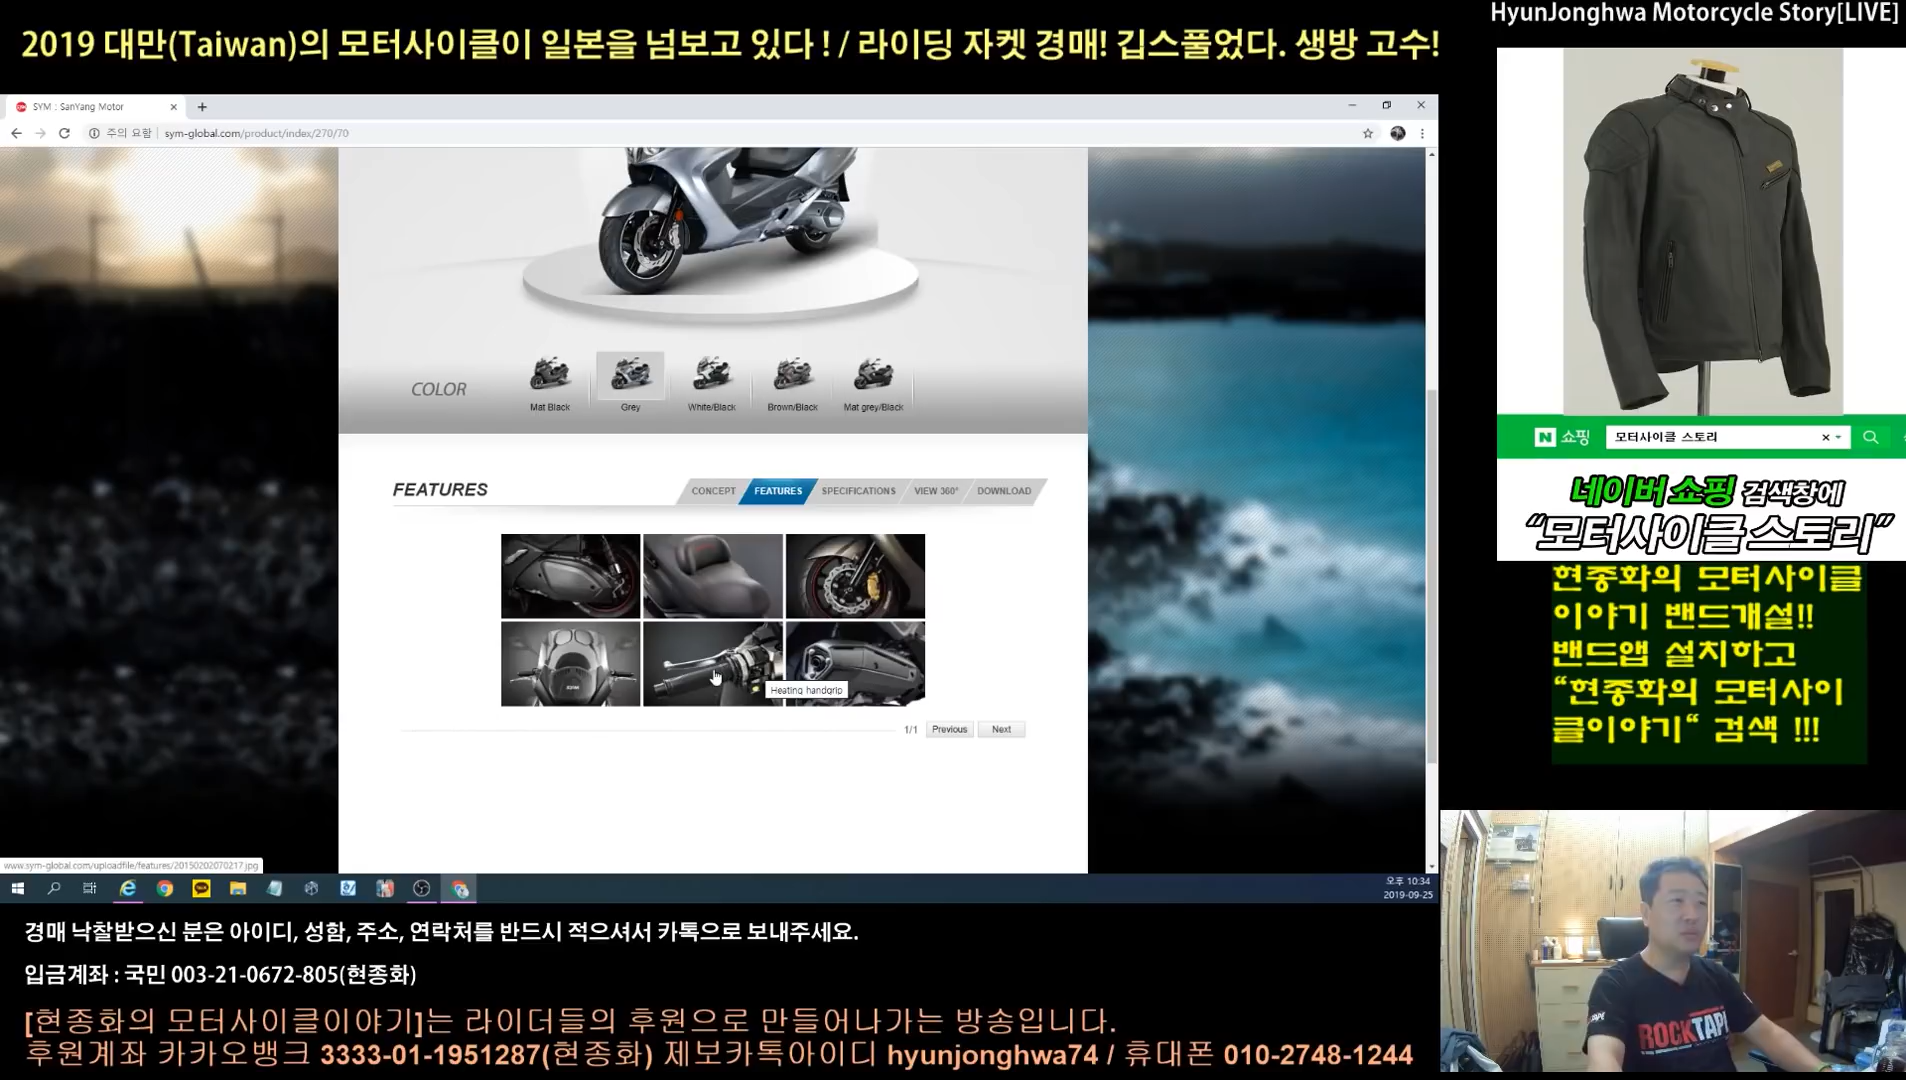 HyunJonghwa Motorcycle Story[LIVE]
2019 대만(Taiwan)의 모터사이클이 일본을 넘보고 있다 ! / 라이딩 자켓 경매! 깁스풀었다. 생방 고수!
SYM : SanYang Motor
주의 요함
sym-global.com/product/index/270/70
COLOR
Mat Black
Grey
White/Black
Brown/Black
Mat grey/Black
FEATURES
CONCEPT
FEATURES
SPECIFICATIONS
VIEW 360°
DOWNLOAD
SYM
Heating handgrip
1/1
Previous
Next
www.sym-global.com/uploadfile/features/20150202070217.jpg
오후 10:34
2019-09-25
N 쇼핑
모터사이클 스토리
네이버 쇼핑 검색창에
“모터사이클 스토리”
현종화의 모터사이클
이야기 밴드개설!!
밴드앱 설치하고
“현종화의 모터사이
클이야기“ 검색 !!!
ROCKTAPE
경매 낙찰받으신 분은 아이디, 성함, 주소, 연락처를 반드시 적으셔서 카톡으로 보내주세요.
입금계좌 : 국민 003-21-0672-805(현종화)
[현종화의 모터사이클이야기]는 라이더들의 후원으로 만들어나가는 방송입니다.
후원계좌 카카오뱅크 3333-01-1951287(현종화) 제보카톡아이디 hyunjonghwa74 / 휴대폰 010-2748-1244